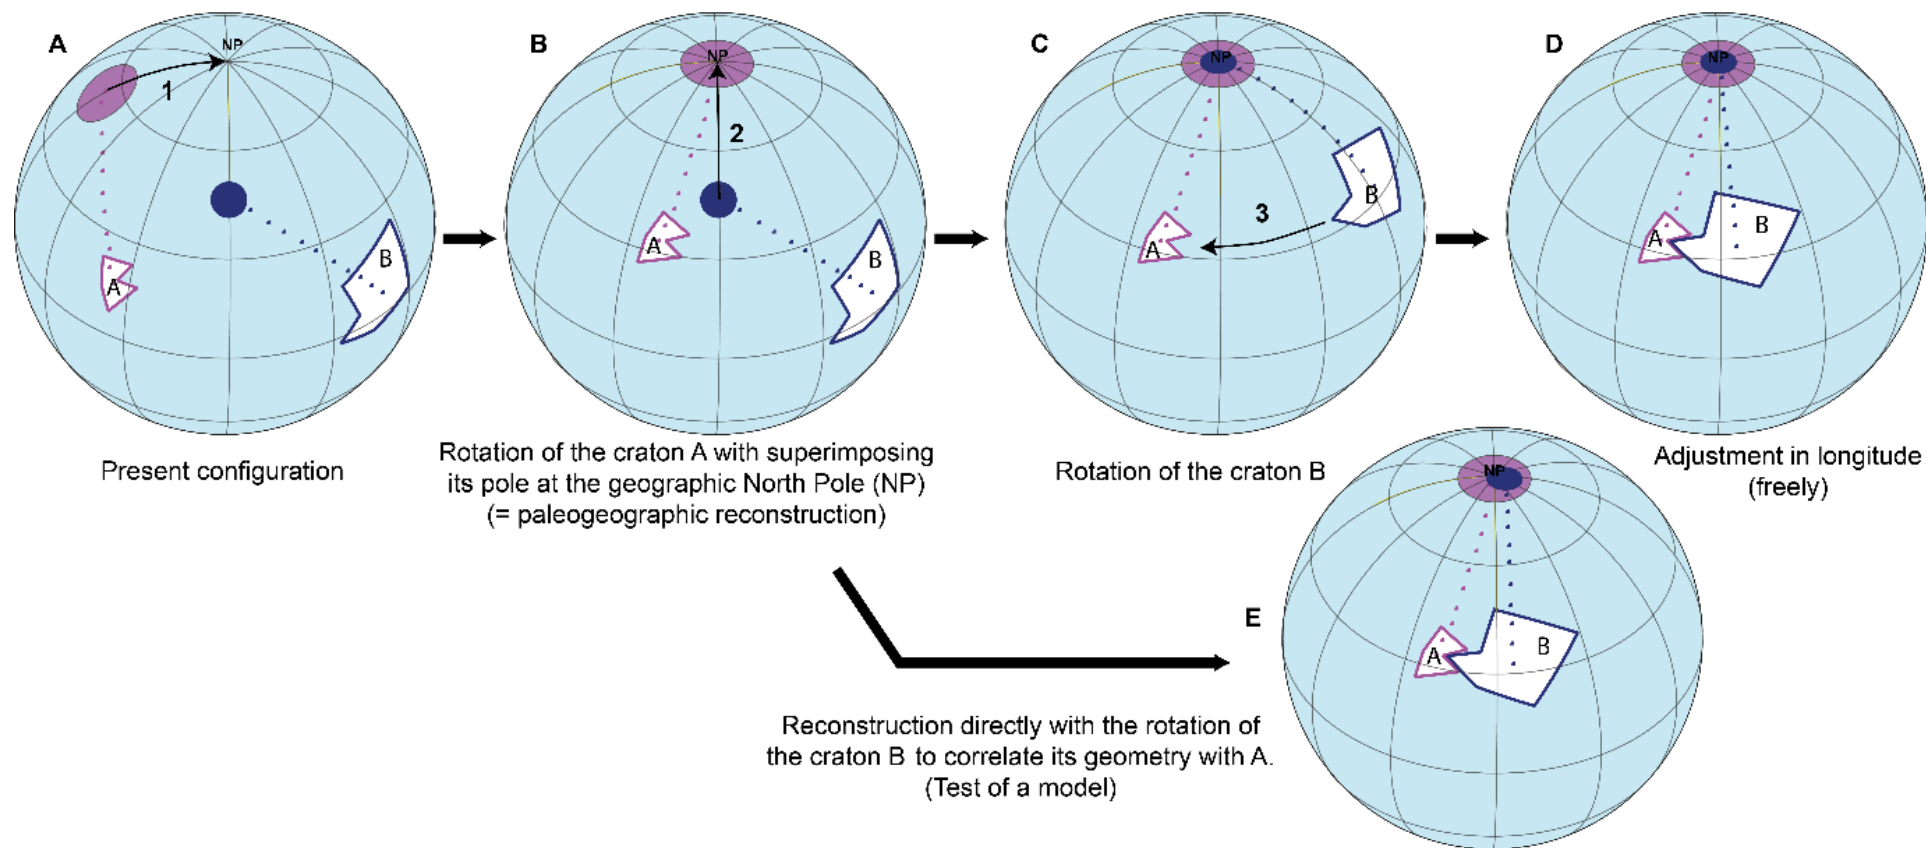 A
NP
1
A
B
Present configuration
B
NP
2
A
B
Rotation of the craton A with superimposing
its pole at the geographic North Pole (NP)
(= paleogeographic reconstruction)
C
NP
3
A
B
Rotation of the craton B
D
NP
A
B
Adjustment in longitude
(freely)
E
NP
A
B
Reconstruction directly with the rotation of
the craton B to correlate its geometry with A.
(Test of a model)